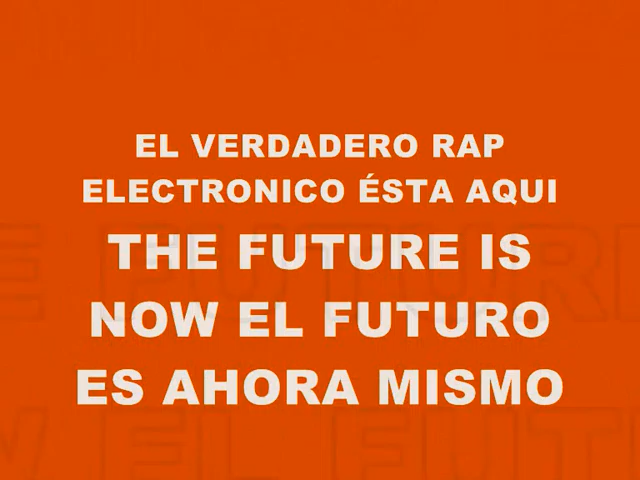 EL VERDADERO RAP
ELECTRONICO ÉSTA AQUI
THE FUTURE IS
NOW EL FUTURO
ES AHORA MISMO